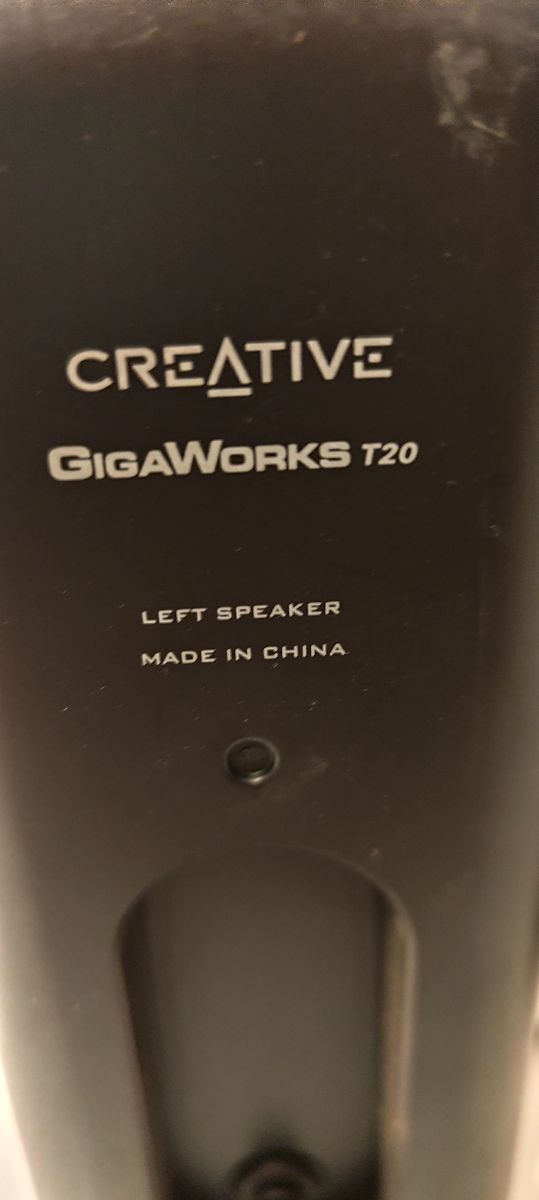 CREATIVE
GIGAWORKS T20
LEFT SPEAKER
MADE IN CHINA